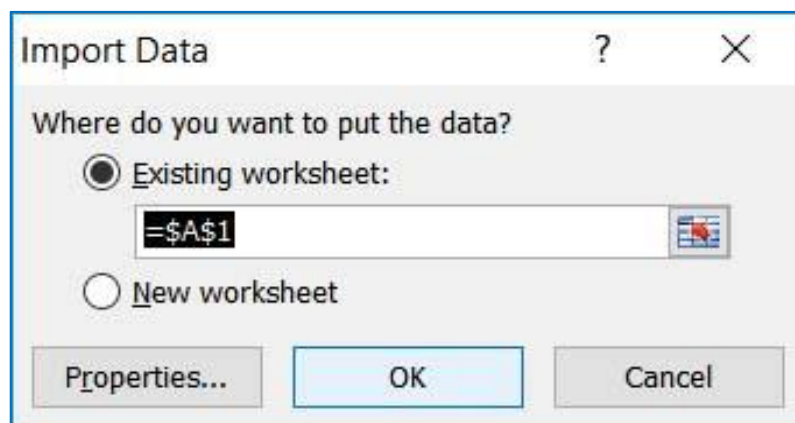 Import Data ?
Where do you want to put the data?
Existing worksheet:
=$A$1
New worksheet
Properties... OK Cancel